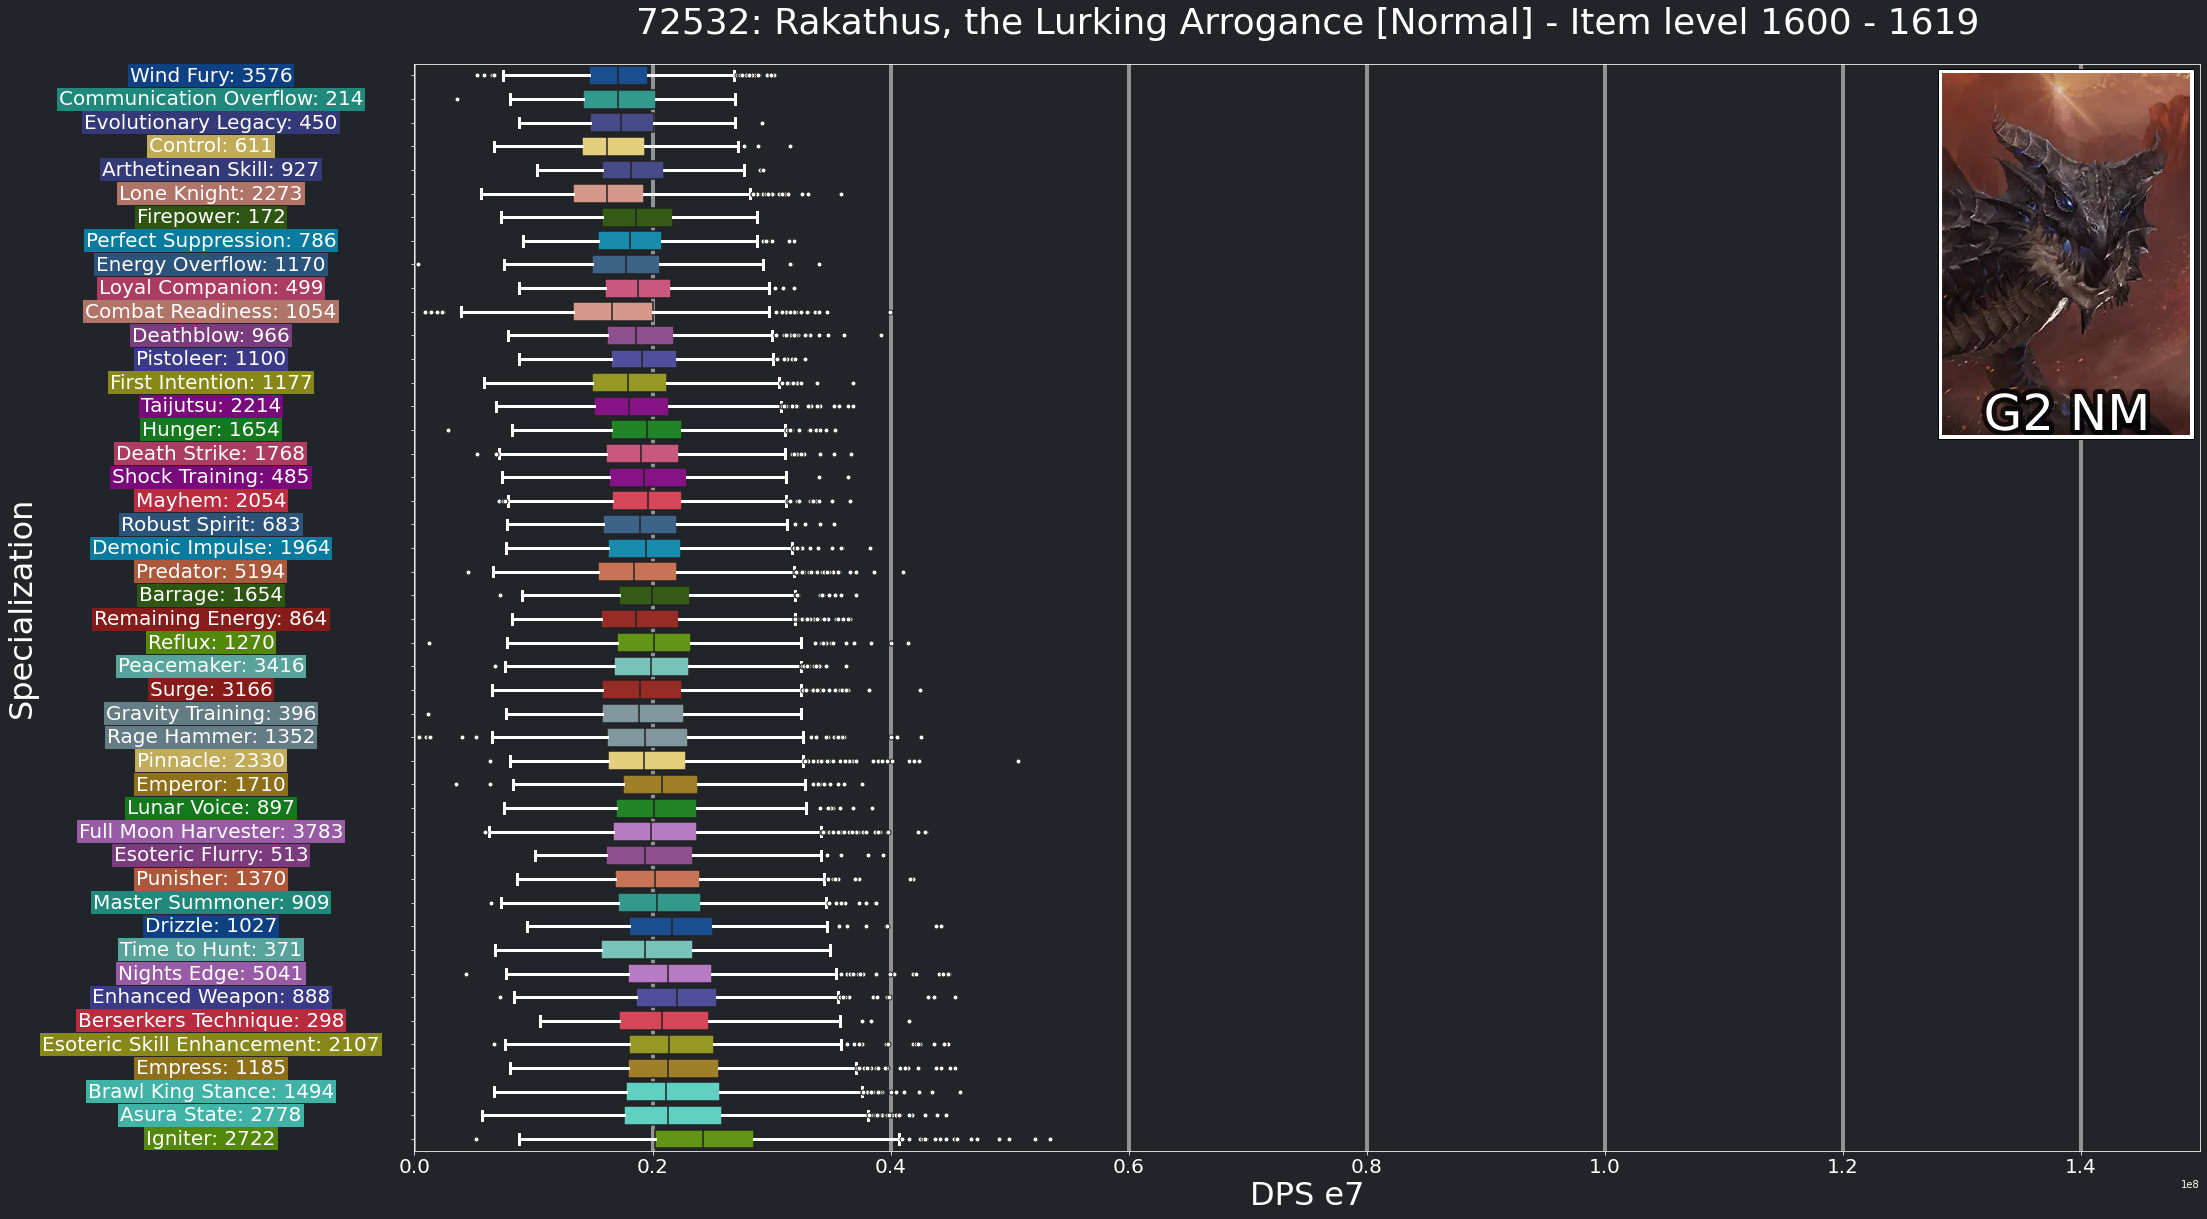 72532: Rakathus, the Lurking Arrogance [Normal] - Item level 1600 - 1619
Wind Fury: 3576
Communication Overflow: 214
Evolutionary Legacy: 450
Control: 611
Arthetinean Skill: 927
Lone Knight: 2273
Firepower: 172
Perfect Suppression: 786
Energy Overflow: 1170
Loyal Companion: 499
Combat Readiness: 1054
Deathblow: 966
Pistoleer: 1100
First Intention: 1177
Taijutsu: 2214
Hunger: 1654
Death Strike: 1768
Shock Training: 485
Mayhem: 2054
Robust Spirit: 683
Demonic Impulse: 1964
Predator: 5194
Barrage: 1654
Remaining Energy: 864
Reflux: 1270
Peacemaker: 3416
Surge: 3166
Gravity Training: 396
Rage Hammer: 1352
Pinnacle: 2330
Emperor: 1710
Lunar Voice: 897
Full Moon Harvester: 3783
Esoteric Flurry: 513
Punisher: 1370
Master Summoner: 909
Drizzle: 1027
Time to Hunt: 371
Nights Edge: 5041
Enhanced Weapon: 888
Berserkers Technique: 298
Esoteric Skill Enhancement: 2107
Empress: 1185
Brawl King Stance: 1494
Asura State: 2778
Igniter: 2722
Specialization
G2 NM
0.0 0.2 0.4 0.6 0.8 1.0 1.2 1.4
1e8
DPS e7